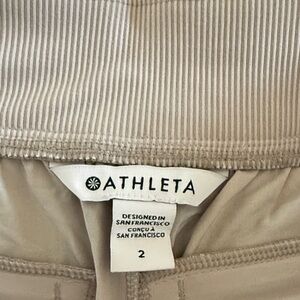 ATHLETA
DESIGNED IN
SAN FRANCISCO
CONÇU À
SAN FRANCISCO
2